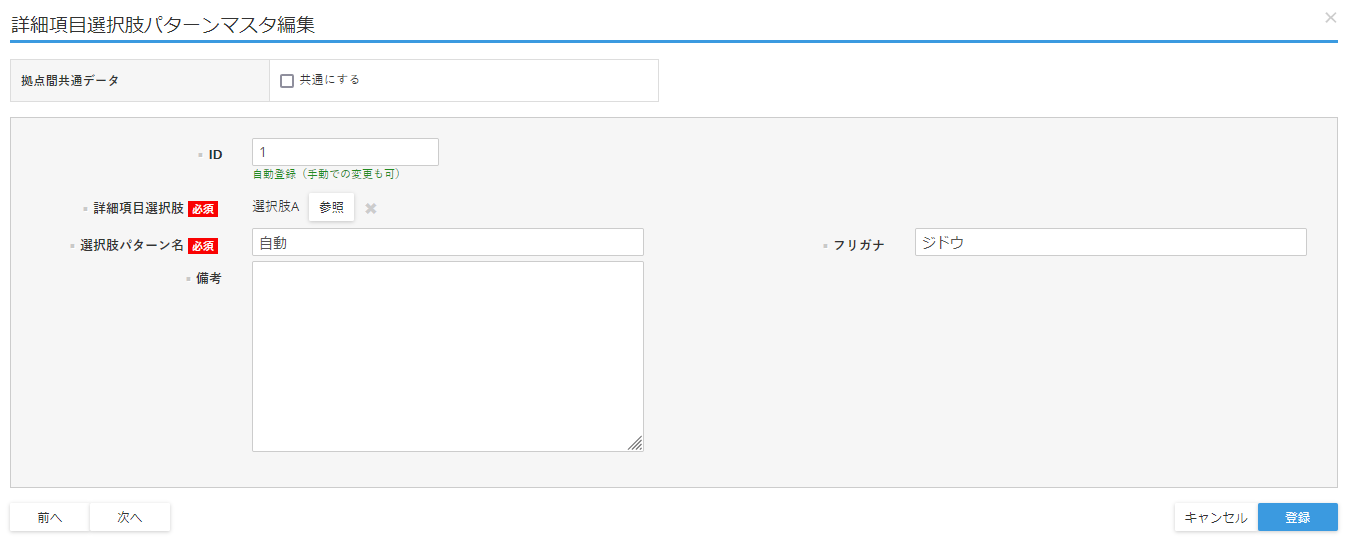 詳細項目選択肢パターンマスタ編集
×
拠点間共通データ 共通にする
ID 1
自動登録（手動での変更も可）
詳細項目選択肢 必須 選択肢A 参照 ✖
選択肢パターン名 必須 自動 フリガナ ジドウ
備考
前へ 次へ キャンセル 登録